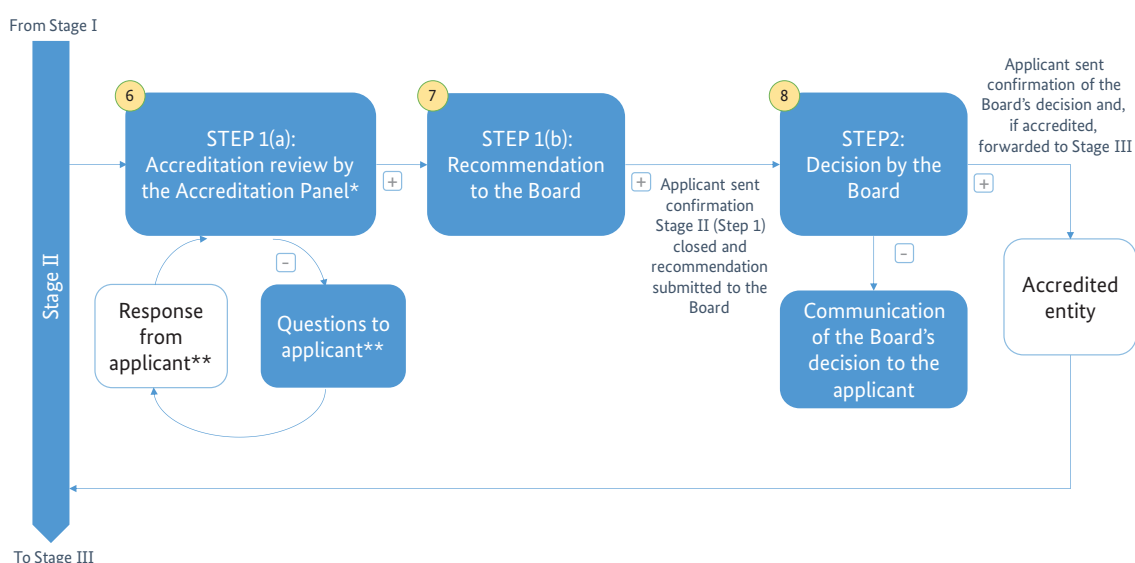 From Stage I
Stage II
6
STEP 1(a):
Accreditation review by
the Accreditation Panel*
+
7
STEP 1(b):
Recommendation
to the Board
+
Applicant sent
confirmation
Stage II (Step 1)
closed and
recommendation
submitted to the
Board
8
STEP2:
Decision by the
Board
+
Applicant sent
confirmation of the
Board's decision and,
if accredited,
forwarded to Stage III
-
Response
from
applicant**
Questions to
applicant**
-
Communication
of the Board's
decision to the
applicant
Accredited
entity
To Stage III